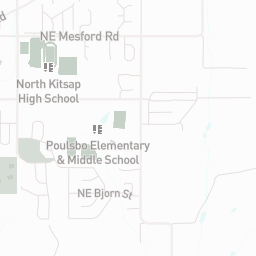 NE Mesford Rd
North Kitsap
High School
Poulsbo Elementary
& Middle School
NE Bjorn St